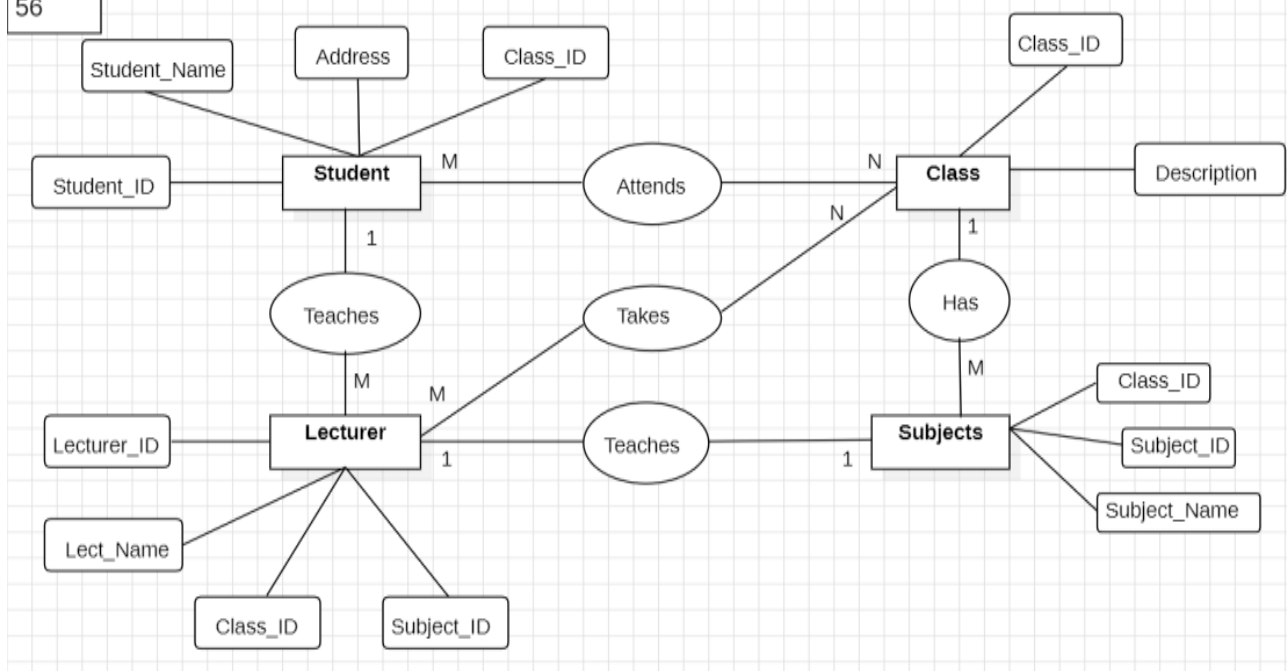 56
Student_Name
Address
Class_ID
Class_ID
Student_ID
Student
M
Attends
N
Class
Description
1
N
1
Teaches
Takes
Has
M
M
M
Class_ID
Lecturer_ID
Lecturer
1
Teaches
1
Subjects
Subject_ID
Subject_Name
Lect_Name
Class_ID
Subject_ID